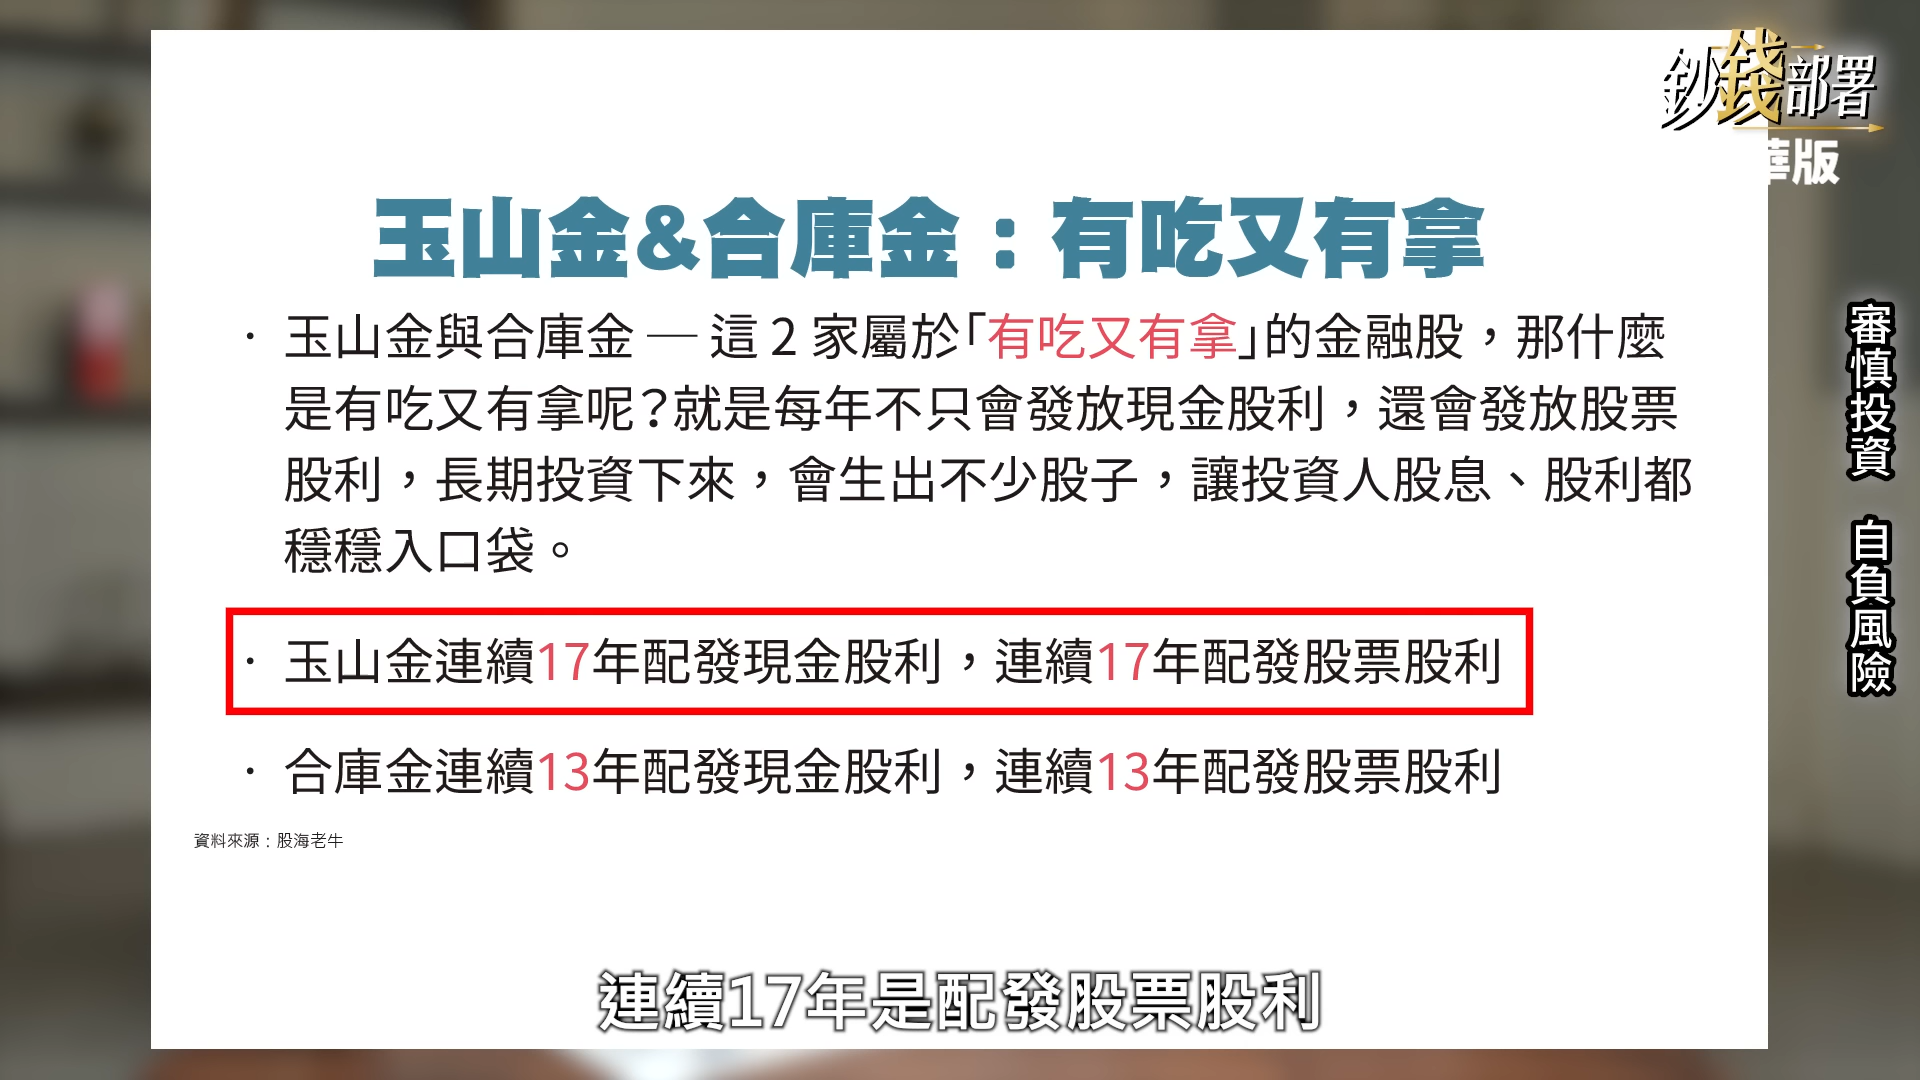 鈔錢部署
華版
玉山金&合庫金：有吃又有拿
· 玉山金與合庫金 — 這 2 家屬於「有吃又有拿」的金融股，那什麼
是有吃又有拿呢？就是每年不只會發放現金股利，還會發放股票
股利，長期投資下來，會生出不少股子，讓投資人股息、股利都
穩穩入口袋。
· 玉山金連續17年配發現金股利，連續17年配發股票股利
· 合庫金連續13年配發現金股利，連續13年配發股票股利
資料來源：股海老牛
審慎投資 自負風險
連續17年是配發股票股利